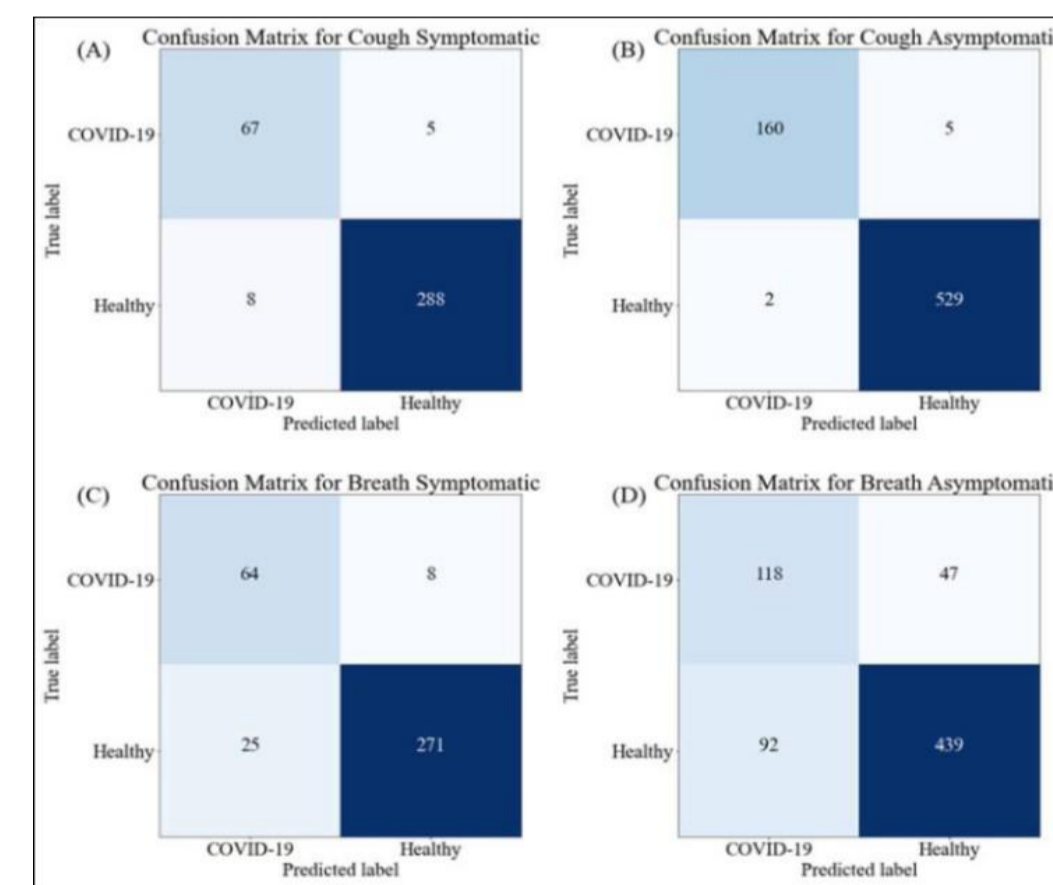 (A) Confusion Matrix for Cough Symptomatic
COVID-19
67 5
True label
Healthy
8 288
COVID-19 Healthy
Predicted label
(B) Confusion Matrix for Cough Asymptomati
COVID-19
160 5
True label
Healthy
2 529
COVID-19 Healthy
Predicted label
(C) Confusion Matrix for Breath Symptomatic
COVID-19
64 8
True label
Healthy
25 271
COVID-19 Healthy
Predicted label
(D) Confusion Matrix for Breath Asymptomati
COVID-19
118 47
True label
Healthy
92 439
COVID-19 Healthy
Predicted label